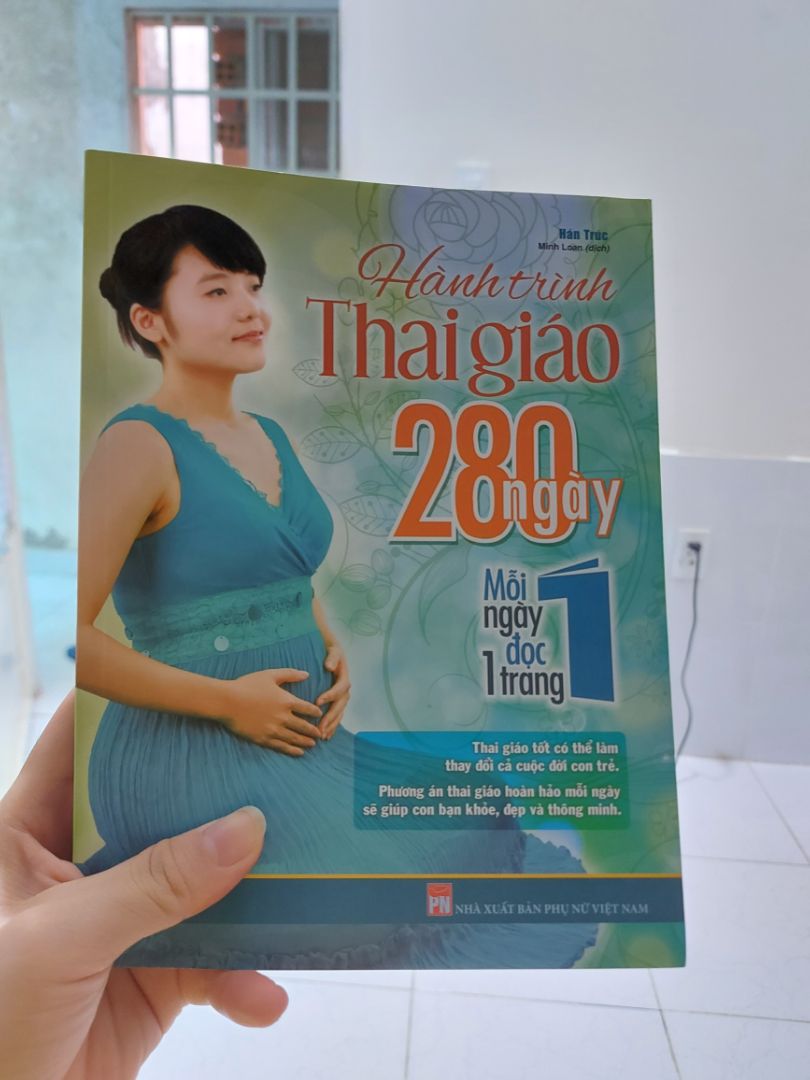 Hán Trúc
Minh Loan (dịch)
Hành trình
Thai giáo
280 ngày
Mỗi
ngày
đọc
1 trang
1
Thai giáo tốt có thể làm
thay đổi cả cuộc đời con trẻ.
Phương án thai giáo hoàn hảo mỗi ngày
sẽ giúp con bạn khỏe, đẹp và thông minh.
PN NHÀ XUẤT BẢN PHỤ NỮ VIỆT NAM